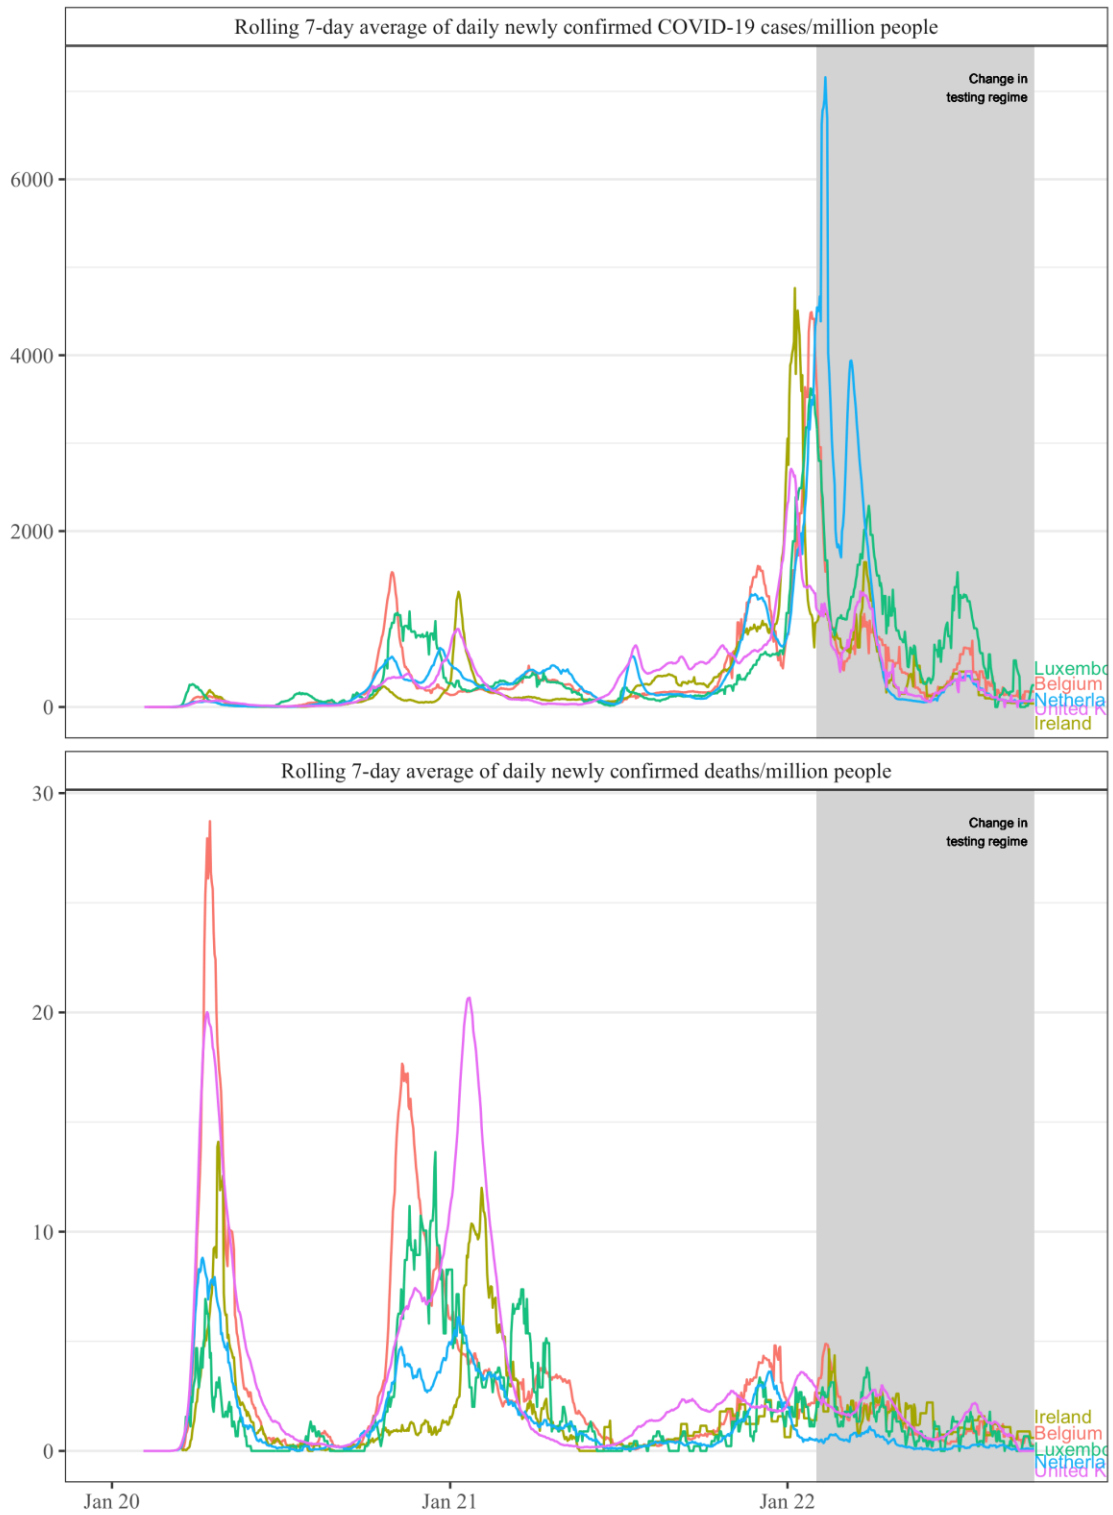 Rolling 7-day average of daily newly confirmed COVID-19 cases/million people
Change in
testing regime
6000
4000
2000
0
Luxembo
Belgium
Netherla
United K
Ireland
Rolling 7-day average of daily newly confirmed deaths/million people
30
Change in
testing regime
20
10
0
Ireland
Belgium
Luxembo
Netherla
United K
Jan 20
Jan 21
Jan 22